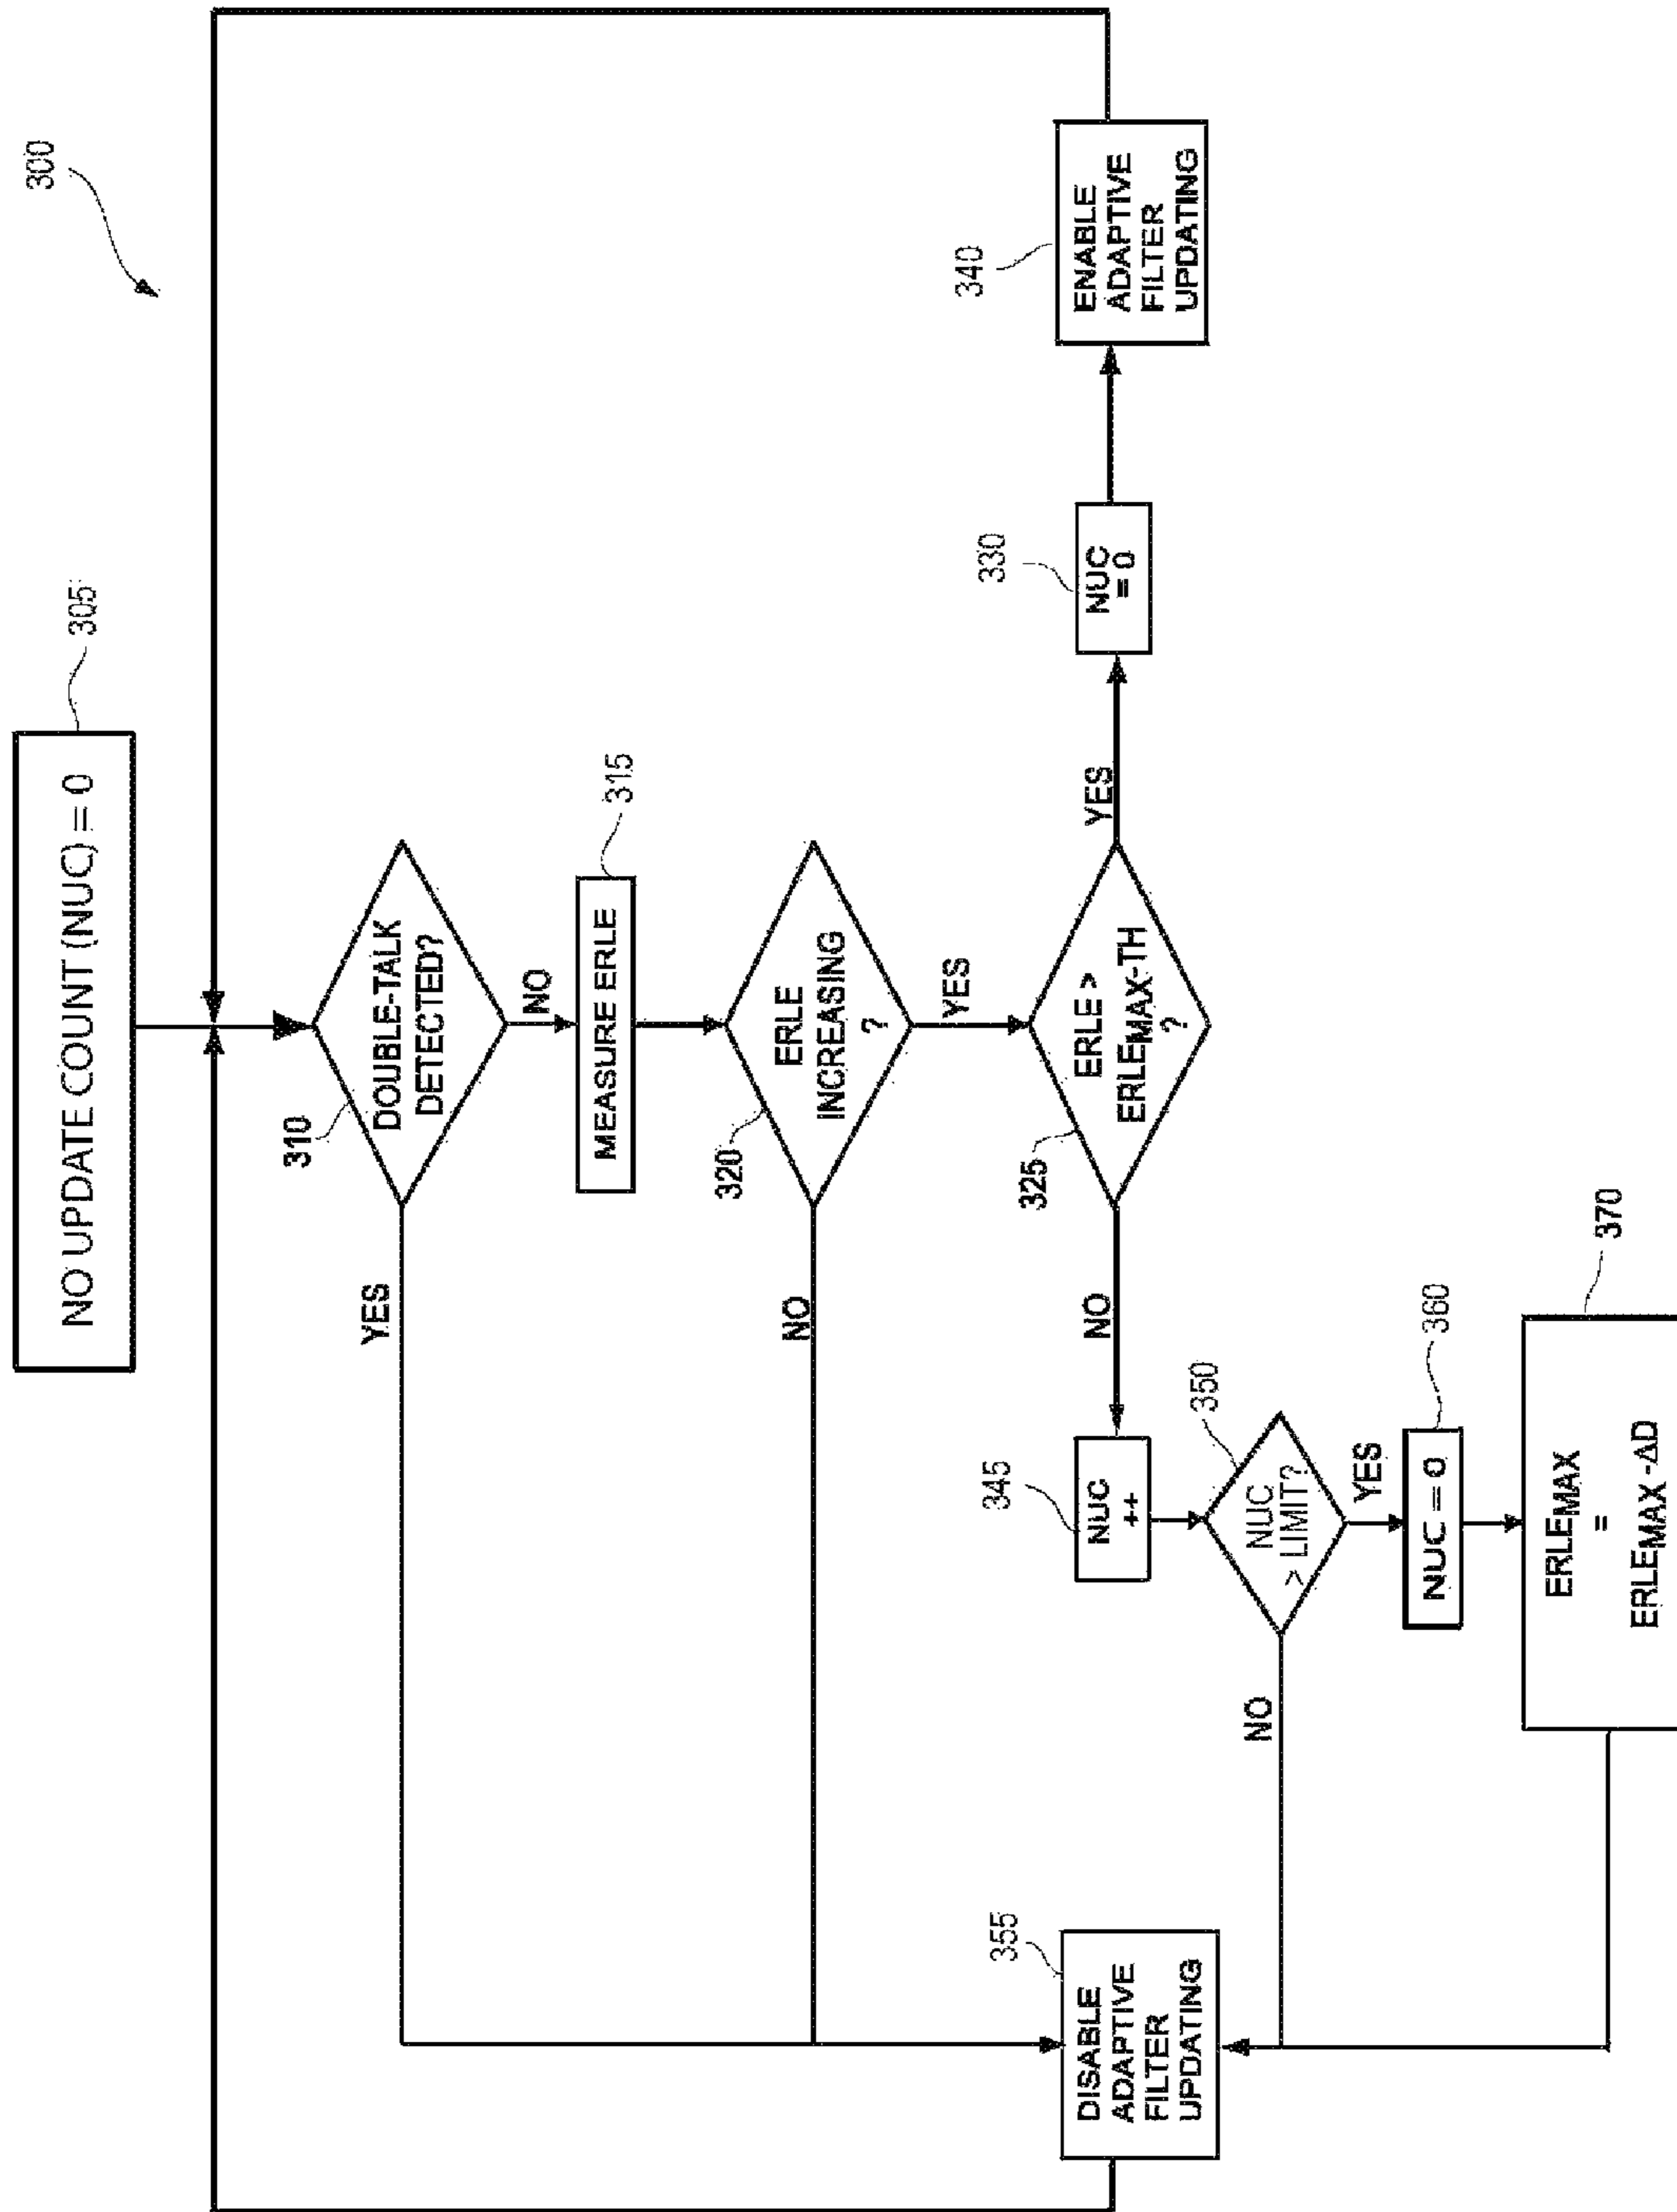 300
NO UPDATE COUNT (NUC) = 0
305
310
DOUBLE-TALK
DETECTED?
YES
NO
MEASURE ERLE
315
320
ERLE
INCREASING
?
NO
YES
325
ERLE >
ERLEMAX-TH
?
NO
YES
NUC
= 0
330
ENABLE
ADAPTIVE
FILTER
UPDATING
340
345
NUC
++
350
NUC
> LIMIT?
NO
YES
NUC = 0
360
ERLEMAX
=
ERLEMAX-ΔD
370
355
DISABLE
ADAPTIVE
FILTER
UPDATING